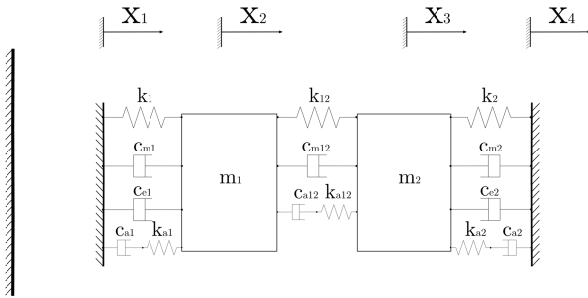 X1 X2 X3 X4
k1 k12 k2
cm1 cm12 cm2
m1 m2
ce1 ca12 ka12 ce2
ca1 ka1 ka2 ca2